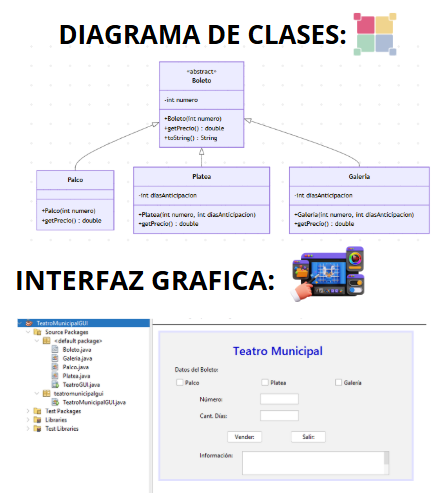 DIAGRAMA DE CLASES:
«abstract»
Boleto
-int numero
+Boleto(int numero)
+getPrecio() : double
+toString() : String
Palco
+Palco(int numero)
+getPrecio() : double
Platea
-int diasAnticipacion
+Platea(int numero, int diasAnticipacion)
+getPrecio() : double
Galería
-int diasAnticipacion
+Galería(int numero, int diasAnticipacion)
+getPrecio() : double
INTERFAZ GRAFICA:
TeatroMunicipalGUI
Source Packages
<default package>
Boleto.java
Galeria.java
Palco.java
Platea.java
TeatroGUI.java
teatromunicipalgui
TeatroMunicipalGUI.java
Test Packages
Libraries
Test Libraries
Teatro Municipal
Datos del Boleto:
Palco
Platea
Galería
Número:
Cant. Días:
Vender:
Salir
Información: